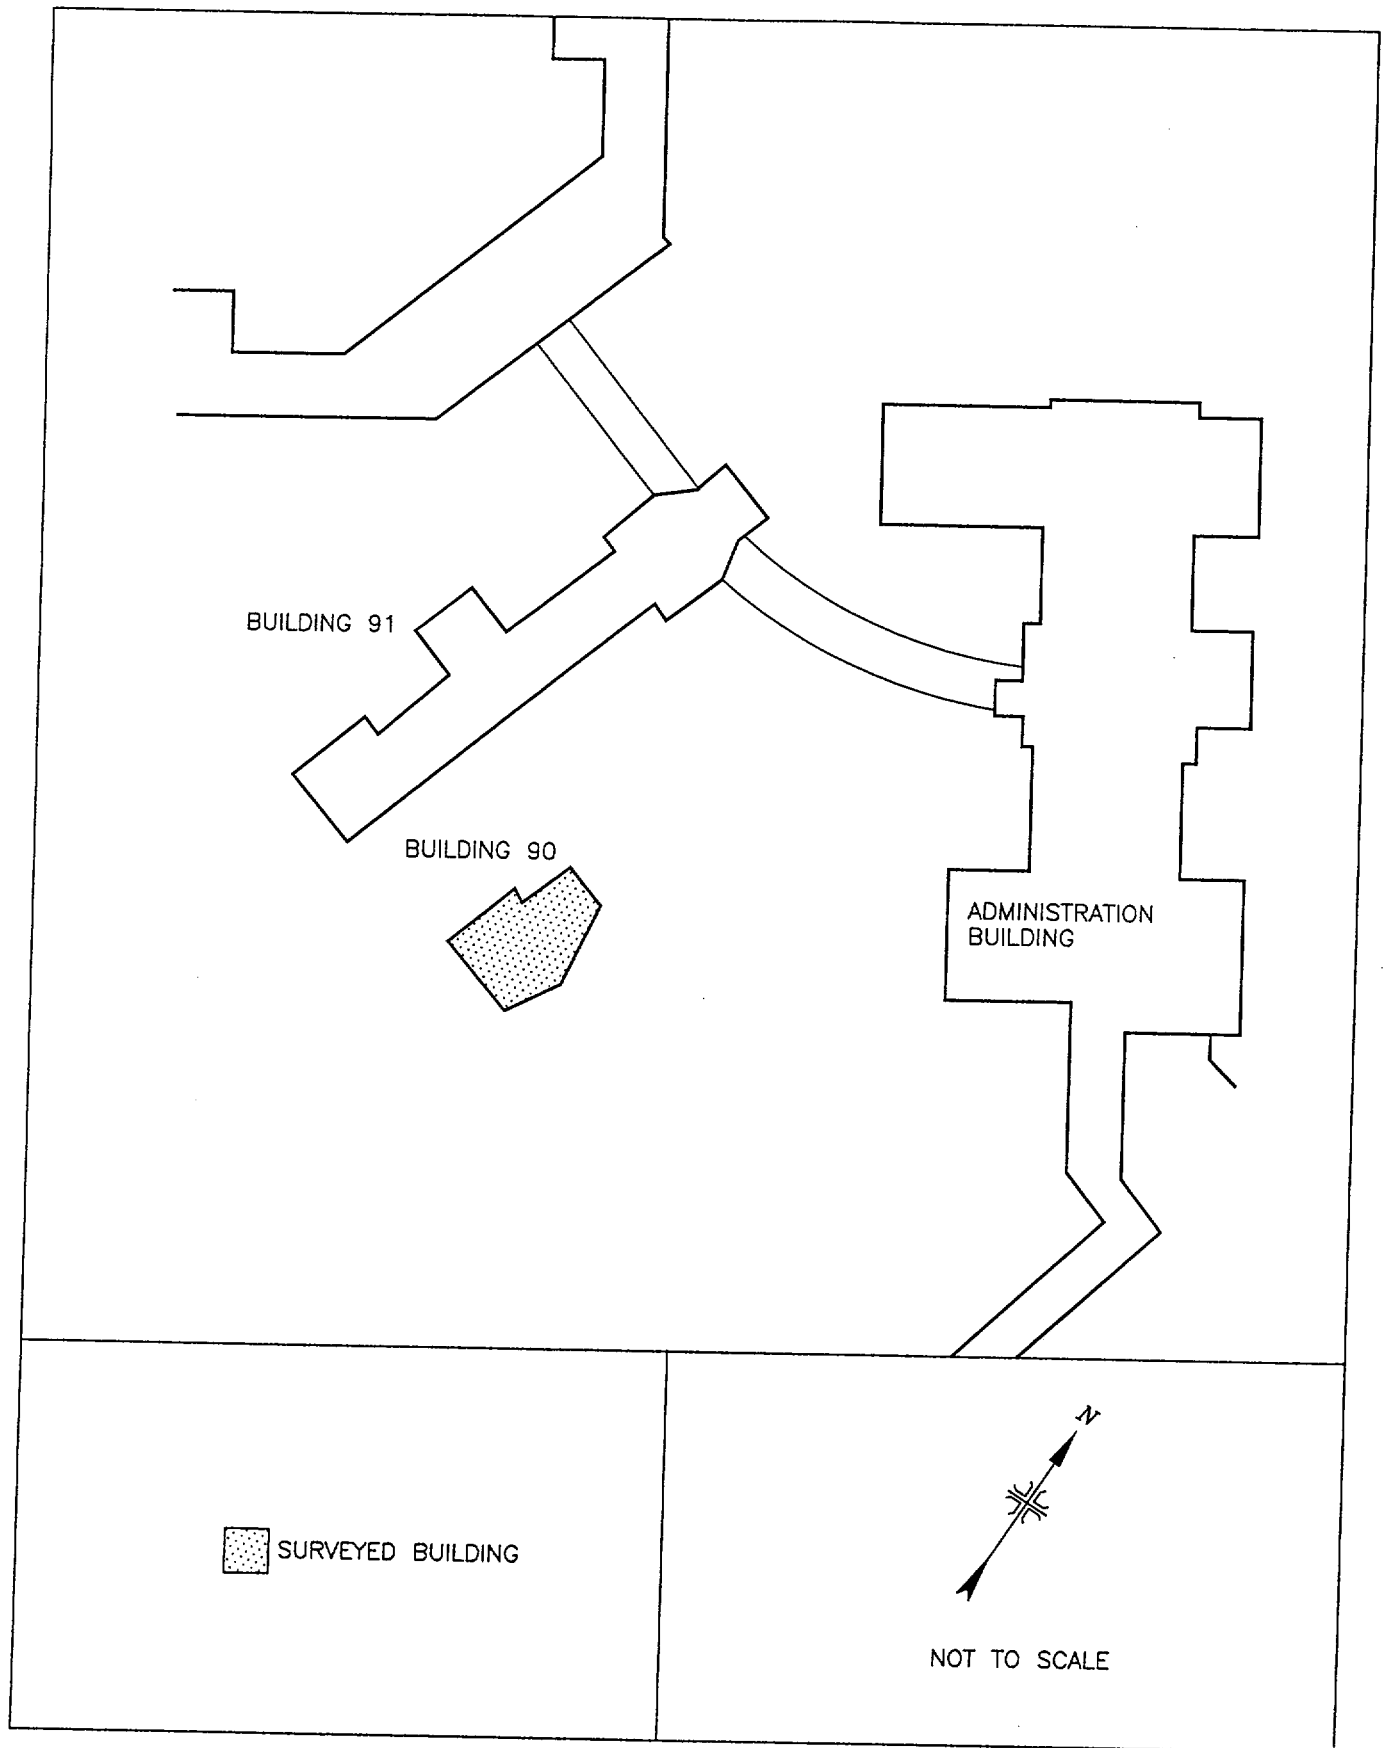 BUILDING 91
BUILDING 90
ADMINISTRATION
BUILDING
N
SURVEYED BUILDING
NOT TO SCALE